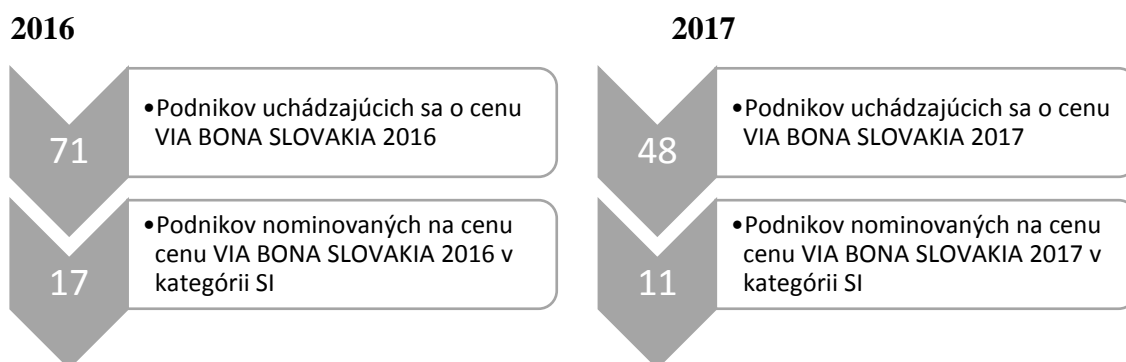 2016
71
•Podnikov uchádzajúcich sa o cenu
VIA BONA SLOVAKIA 2016
17
•Podnikov nominovaných na cenu
cenu VIA BONA SLOVAKIA 2016 v
kategórii SI
2017
48
•Podnikov uchádzajúcich sa o cenu
VIA BONA SLOVAKIA 2017
11
•Podnikov nominovaných na cenu
cenu VIA BONA SLOVAKIA 2017 v
kategórii SI